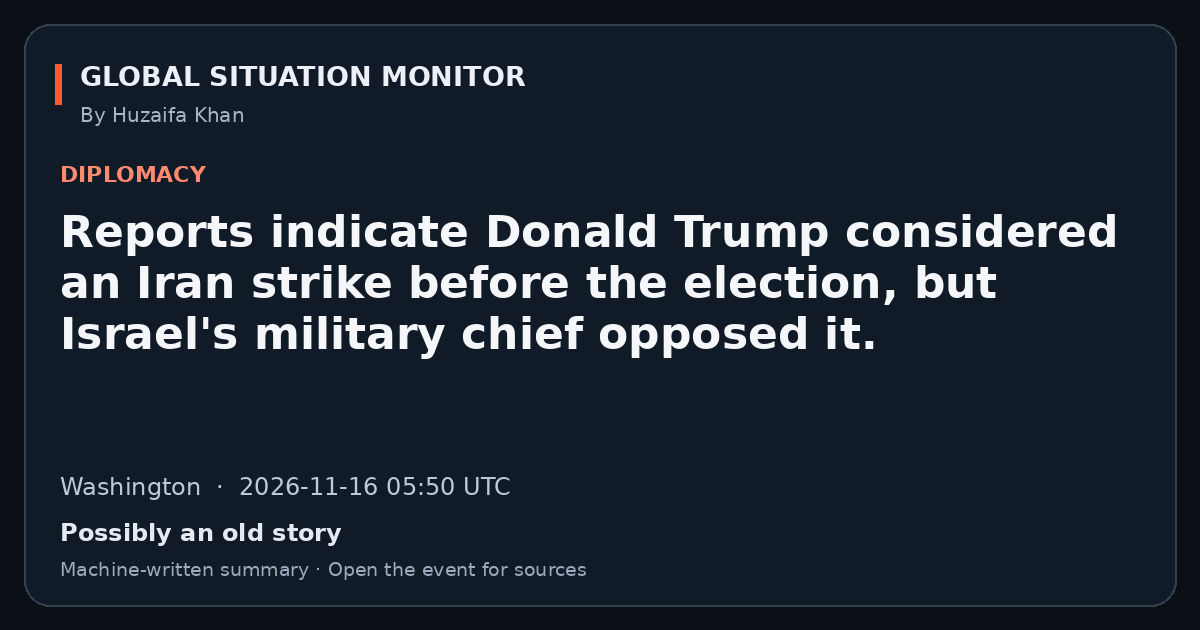 GLOBAL SITUATION MONITOR
By Huzaifa Khan
DIPLOMACY
Reports indicate Donald Trump considered
an Iran strike before the election, but
Israel's military chief opposed it.
Washington · 2026-11-16 05:50 UTC
Possibly an old story
Machine-written summary · Open the event for sources